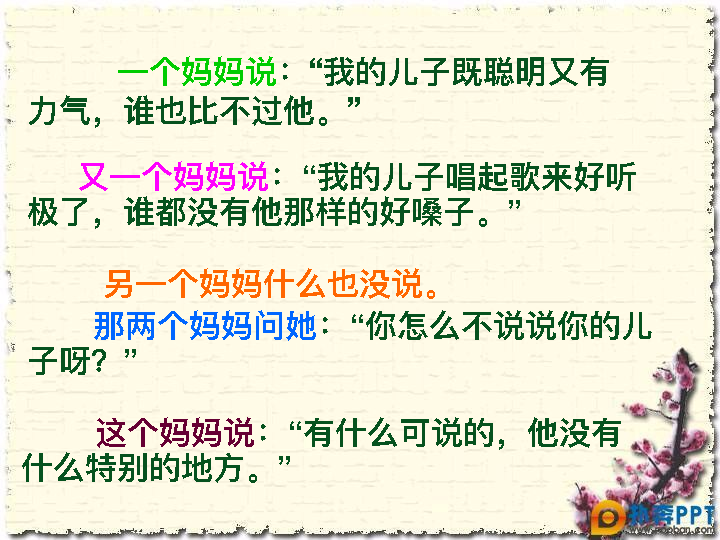 一个妈妈说：“我的儿子既聪明又有
力气，谁也比不过他。”
又一个妈妈说：“我的儿子唱起歌来好听
极了，谁都没有他那样的好嗓子。”
另一个妈妈什么也没说。
那两个妈妈问她：“你怎么不说说你的儿
子呀？”
这个妈妈说：“有什么可说的，他没有
什么特别的地方。”
PPT